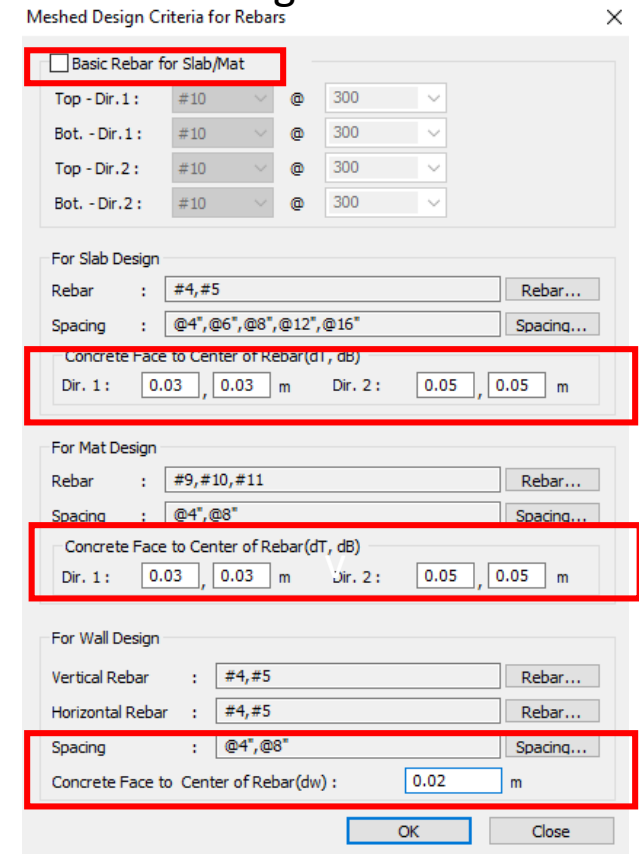 Meshed Design Criteria for Rebars
Basic Rebar for Slab/Mat
Top - Dir.1 : #10 @ 300
Bot. - Dir.1 : #10 @ 300
Top - Dir.2 : #10 @ 300
Bot. - Dir.2 : #10 @ 300
For Slab Design
Rebar : #4,#5 Rebar...
Spacing : @4",@6",@8",@12",@16" Spacing...
Concrete Face to Center of Rebar(dT, dB)
Dir. 1 : 0.03 , 0.03 m Dir. 2 : 0.05 , 0.05 m
For Mat Design
Rebar : #9,#10,#11 Rebar...
Spacing : @4",@8" Spacing...
Concrete Face to Center of Rebar(dT, dB)
Dir. 1 : 0.03 , 0.03 m Dir. 2 : 0.05 , 0.05 m
For Wall Design
Vertical Rebar : #4,#5 Rebar...
Horizontal Rebar : #4,#5 Rebar...
Spacing : @4",@8" Spacing...
Concrete Face to Center of Rebar(dw) : 0.02 m
OK Close